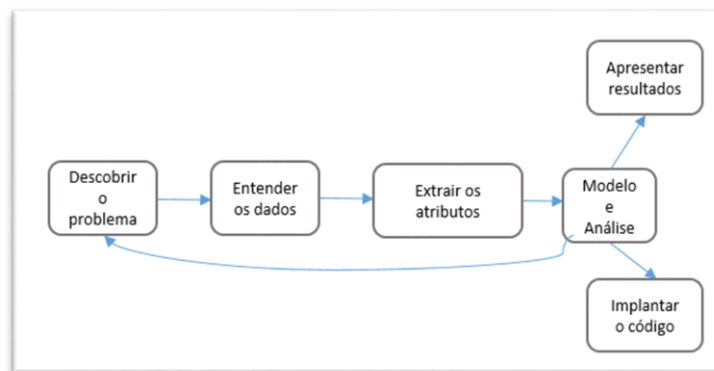 Apresentar
resultados
Descobrir
o
problema
Entender
os dados
Extrair os
atributos
Modelo
e
Análise
Implantar
o código